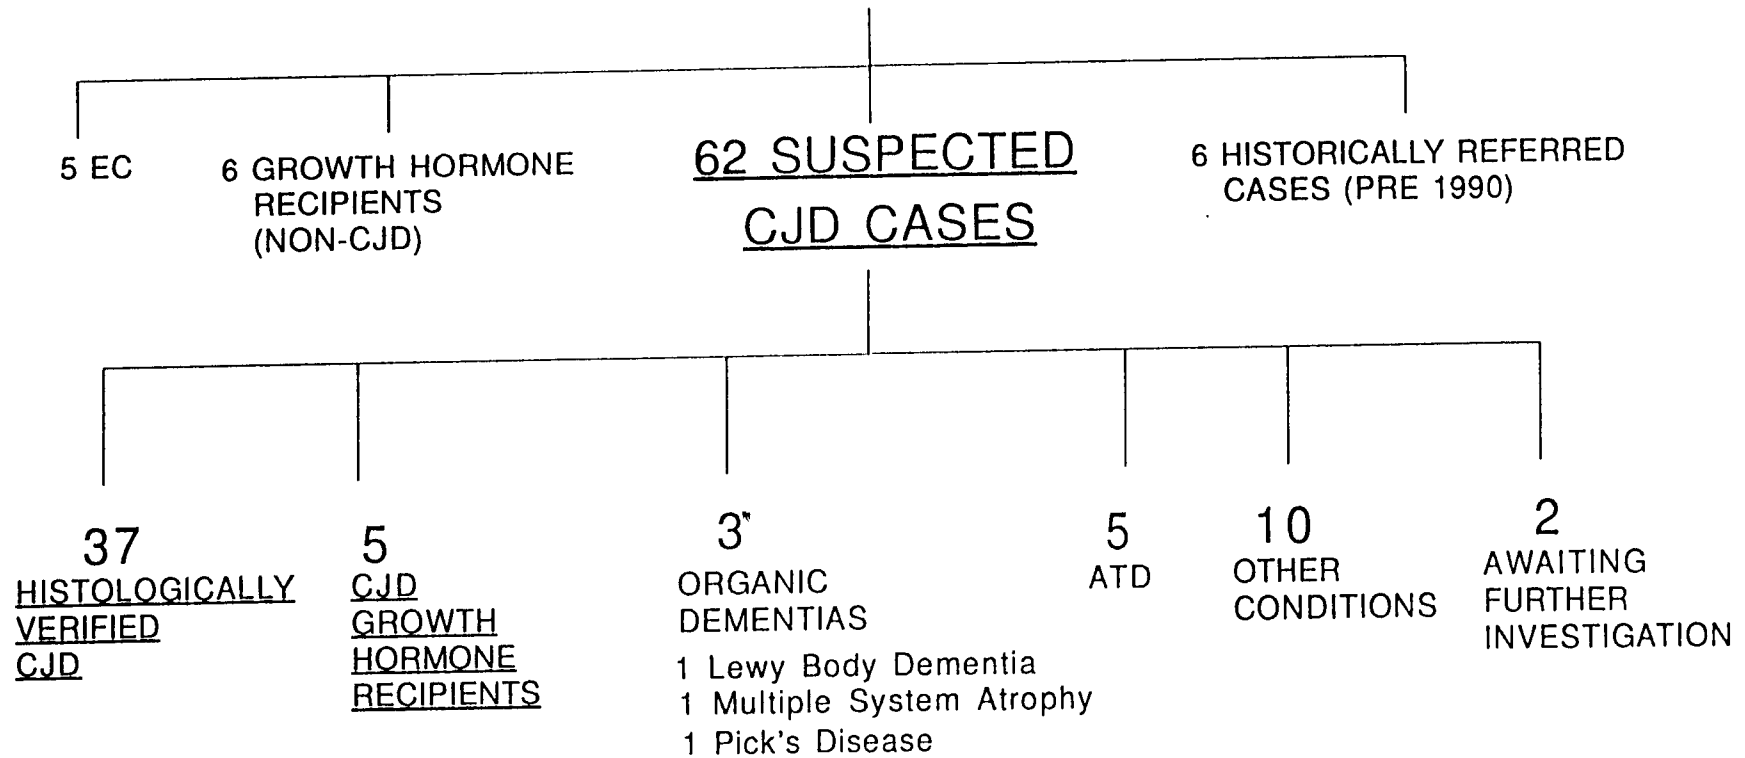 5 EC
6 GROWTH HORMONE
RECIPIENTS
(NON-CJD)
62 SUSPECTED
CJD CASES
6 HISTORICALLY REFERRED
CASES (PRE 1990)
37
HISTOLOGICALLY
VERIFIED
CJD
5
CJD
GROWTH
HORMONE
RECIPIENTS
3
ORGANIC
DEMENTIAS
1 Lewy Body Dementia
1 Multiple System Atrophy
1 Pick's Disease
5
ATD
10
OTHER
CONDITIONS
2
AWAITING
FURTHER
INVESTIGATION